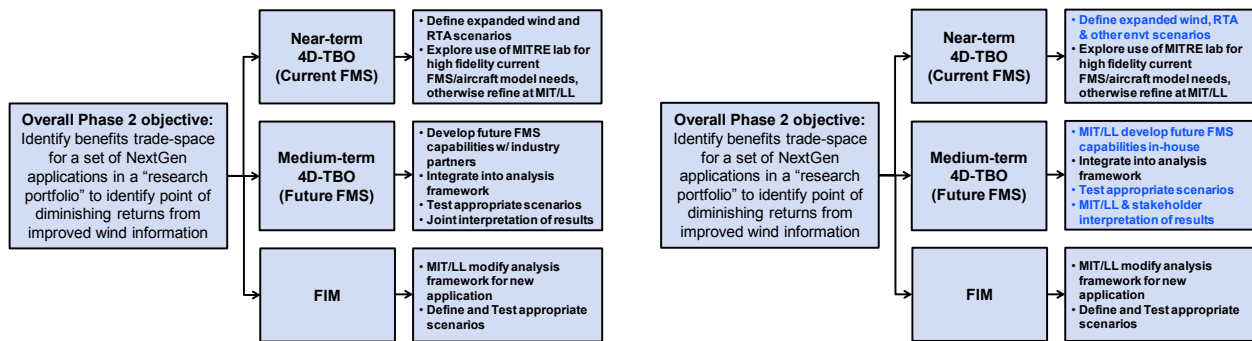 Overall Phase 2 objective:
Identify benefits trade-space
for a set of NextGen
applications in a “research
portfolio” to identify point of
diminishing returns from
improved wind information
Near-term
4D-TBO
(Current FMS)
• Define expanded wind and
RTA scenarios
• Explore use of MITRE lab for
high fidelity current
FMS/aircraft model needs,
otherwise refine at MIT/LL
Medium-term
4D-TBO
(Future FMS)
• Develop future FMS
capabilities w/ industry
partners
• Integrate into analysis
framework
• Test appropriate scenarios
• Joint interpretation of results
FIM
• MIT/LL modify analysis
framework for new
application
• Define and Test appropriate
scenarios
Overall Phase 2 objective:
Identify benefits trade-space
for a set of NextGen
applications in a “research
portfolio” to identify point of
diminishing returns from
improved wind information
Near-term
4D-TBO
(Current FMS)
• Define expanded wind, RTA
& other envt scenarios
• Explore use of MITRE lab for
high fidelity current
FMS/aircraft model needs,
otherwise refine at MIT/LL
Medium-term
4D-TBO
(Future FMS)
• MIT/LL develop future FMS
capabilities in-house
• Integrate into analysis
framework
• Test appropriate scenarios
• MIT/LL & stakeholder
interpretation of results
FIM
• MIT/LL modify analysis
framework for new
application
• Define and Test appropriate
scenarios